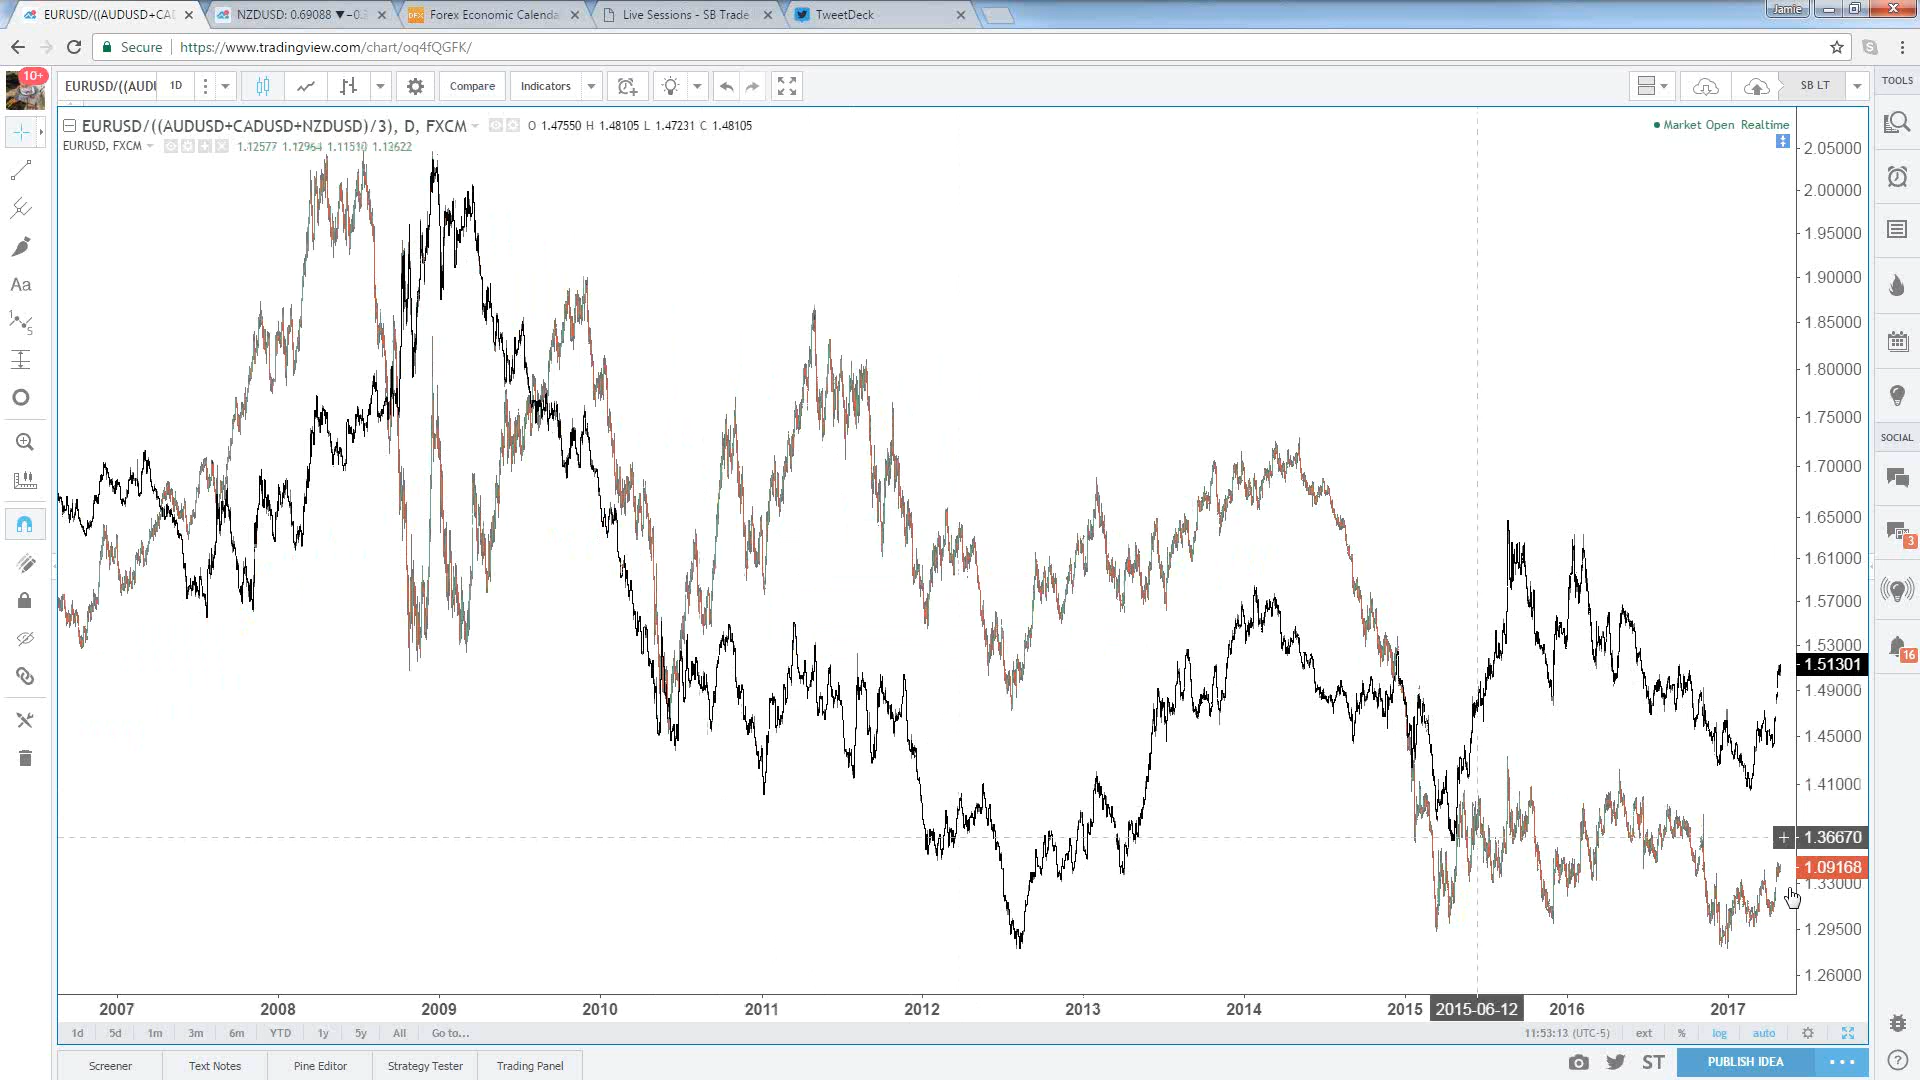 EURUSD/((AUDUSD+CAD
NZDUSD: 0.69088 ▼−0.3
Forex Economic Calenda
Live Sessions - SB Trade
TweetDeck
Jamie
Secure
https://www.tradingview.com/chart/oq4fQGFK/
10+
EURUSD/((AUDI
1D
Compare
Indicators
SB LT
TOOLS
EURUSD/((AUDUSD+CADUSD+NZDUSD)/3), D, FXCM
O 1.47550 H 1.48105 L 1.47231 C 1.48105
Market Open Realtime
EURUSD, FXCM
1.12577 1.12964 1.11510 1.13622
2.05000
2.00000
1.95000
1.90000
1.85000
1.80000
1.75000
1.70000
1.65000
1.61000
1.57000
1.53000
1.51301
1.49000
1.45000
1.41000
1.36670
1.09168
1.33000
1.29500
1.26000
Aa
SOCIAL
3
16
2007
2008
2009
2010
2011
2012
2013
2014
2015
2015-06-12
2016
2017
1d 5d 1m 3m 6m YTD 1y 5y All Go to...
11:53:13 (UTC-5)
ext % log auto
Screener
Text Notes
Pine Editor
Strategy Tester
Trading Panel
ST
PUBLISH IDEA